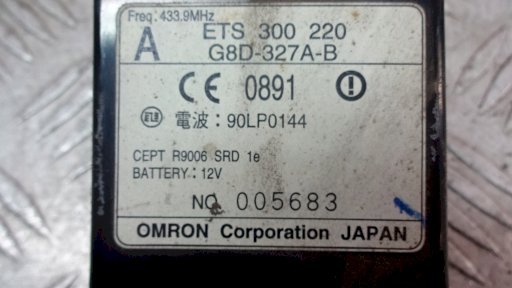 Freq: 433.9MHz
A
ETS 300 220
G8D-327A-B
CE 0891
電波：90LP0144
CEPT R9006 SRD 1e
BATTERY: 12V
NO. 005683
OMRON Corporation JAPAN